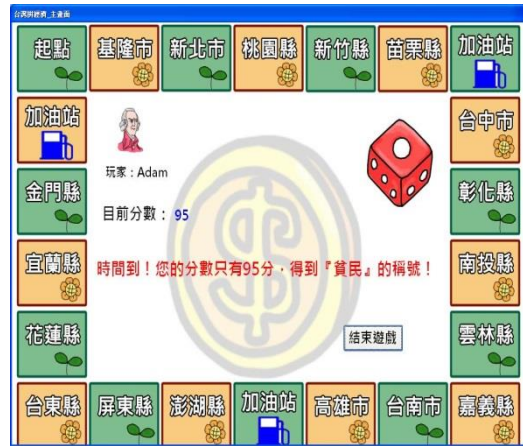 台灣拼經濟_主畫面
起點 基隆市 新北市 桃園縣 新竹縣 苗栗縣 加油站
加油站 台中市
玩家：Adam
金門縣 彰化縣
目前分數： 95
宜蘭縣 南投縣
時間到！您的分數只有95分，得到『貧民』的稱號！
花蓮縣 雲林縣
結束遊戲
台東縣 屏東縣 澎湖縣 加油站 高雄市 台南市 嘉義縣